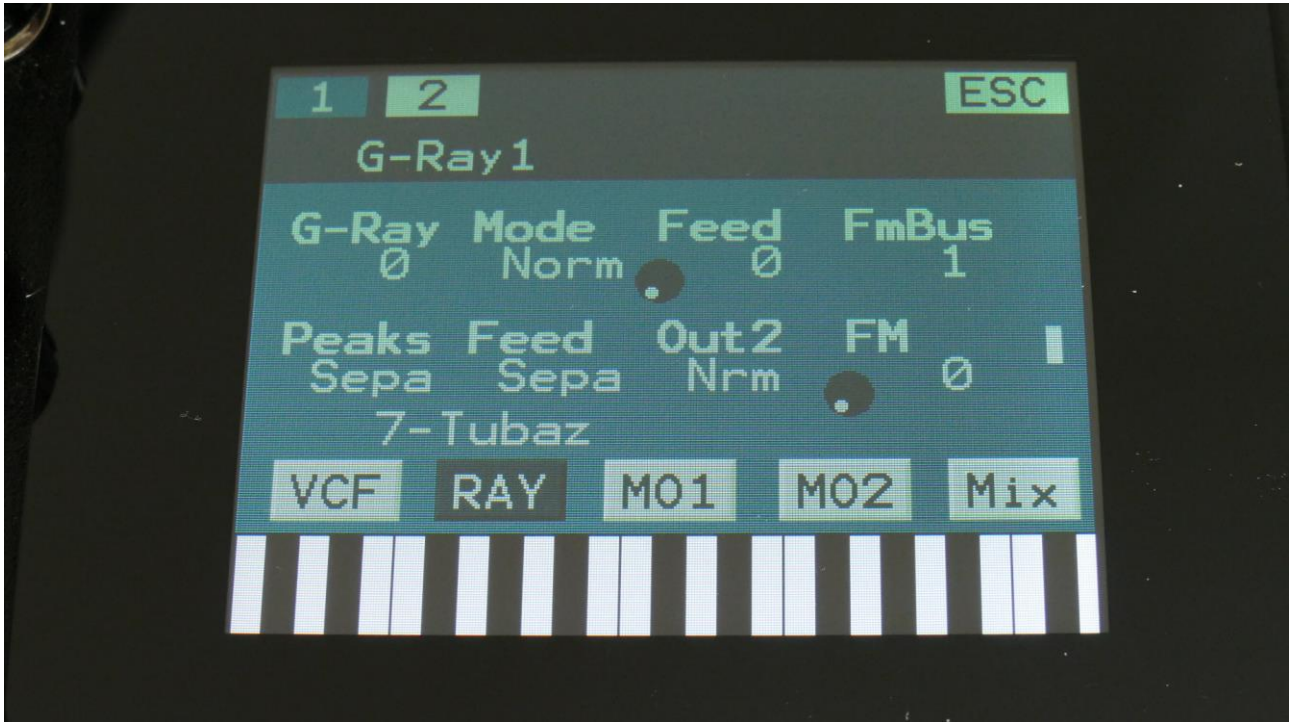 1 2 ESC
G-Ray1
G-Ray Mode Feed FmBus
0 Norm 0 1
Peaks Feed Out2 FM
Sepa Sepa Nrm 0
7-Tubaz
VCF RAY MO1 MO2 Mix